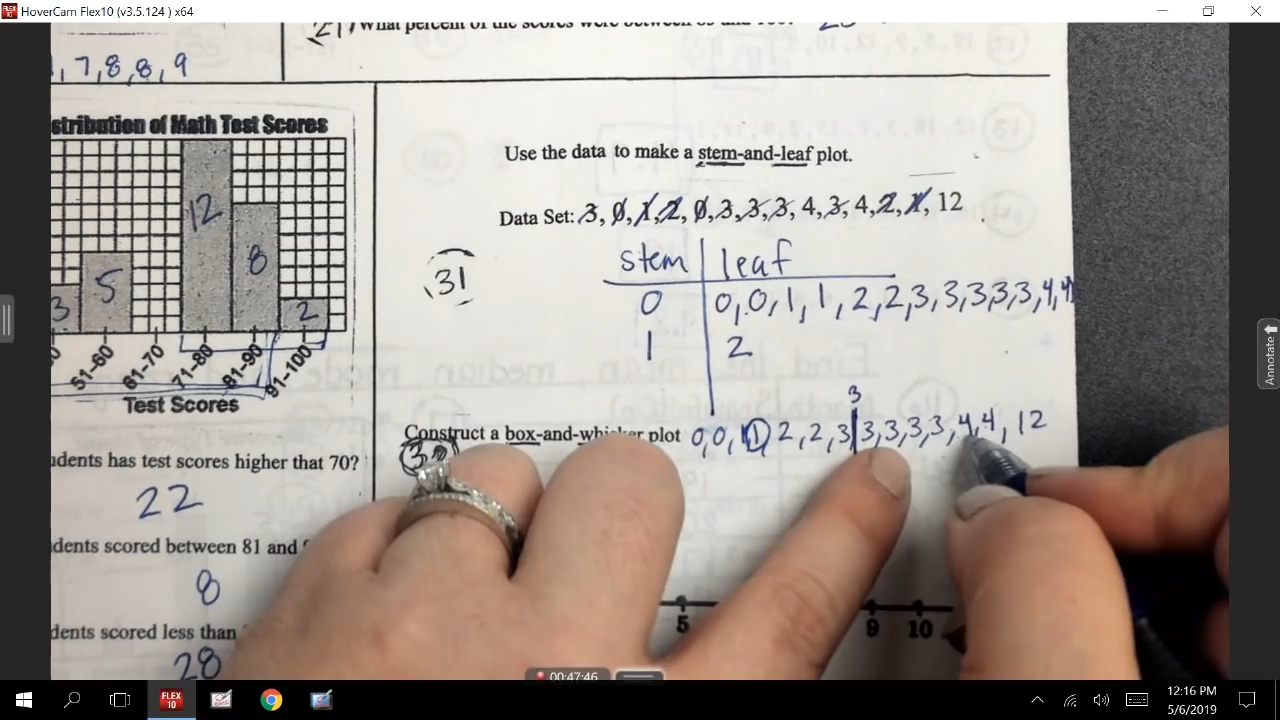 HoverCam Flex10 (v3.5.124 ) x64
21) What percent of the scores were between
7, 8, 8, 9
stribution of Math Test Scores
3 5 12 8 2
51-60 61-70 71-80 81-90 91-100
Test Scores
udents has test scores higher that 70?
22
udents scored between 81 and
8
dents scored less than
28
Use the data to make a stem-and-leaf plot.
Data Set: 3, 0, 1, 2, 0, 3, 3, 3, 4, 3, 4, 2, 1, 12
31
stem leaf
0 0, 0, 1, 1, 2, 2, 3, 3, 3, 3, 3, 4, 4
1 2
3
Construct a box-and-whisker plot 0, 0, 1, 1, 2, 2, 3, 3, 3, 3, 3, 4, 4, 12
5 9 10
Annotate
00:47:46
FLEX 10
12:16 PM
5/6/2019